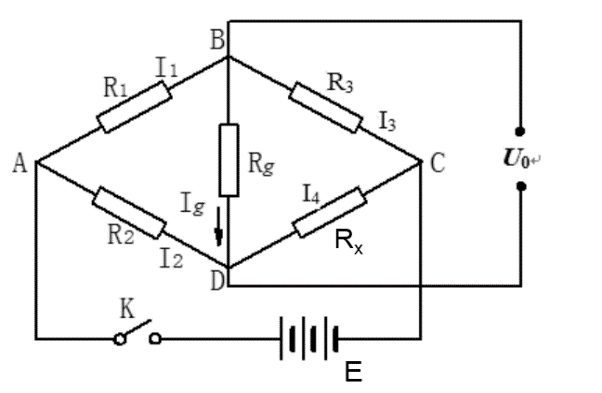 B
R1 I1 R3
I3
A Rg C U0↵
Ig I4
R2 Rx
I2
D
K
E